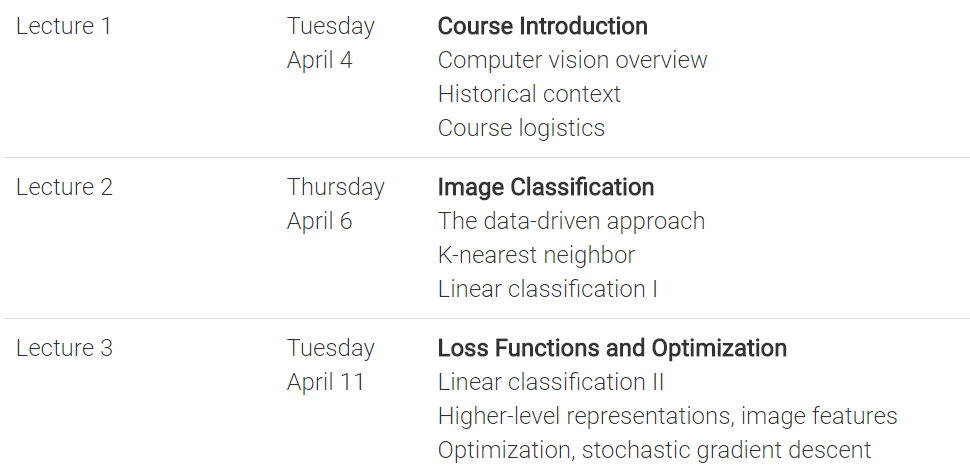 Lecture 1
Tuesday
April 4
Course Introduction
Computer vision overview
Historical context
Course logistics
Lecture 2
Thursday
April 6
Image Classification
The data-driven approach
K-nearest neighbor
Linear classification I
Lecture 3
Tuesday
April 11
Loss Functions and Optimization
Linear classification II
Higher-level representations, image features
Optimization, stochastic gradient descent